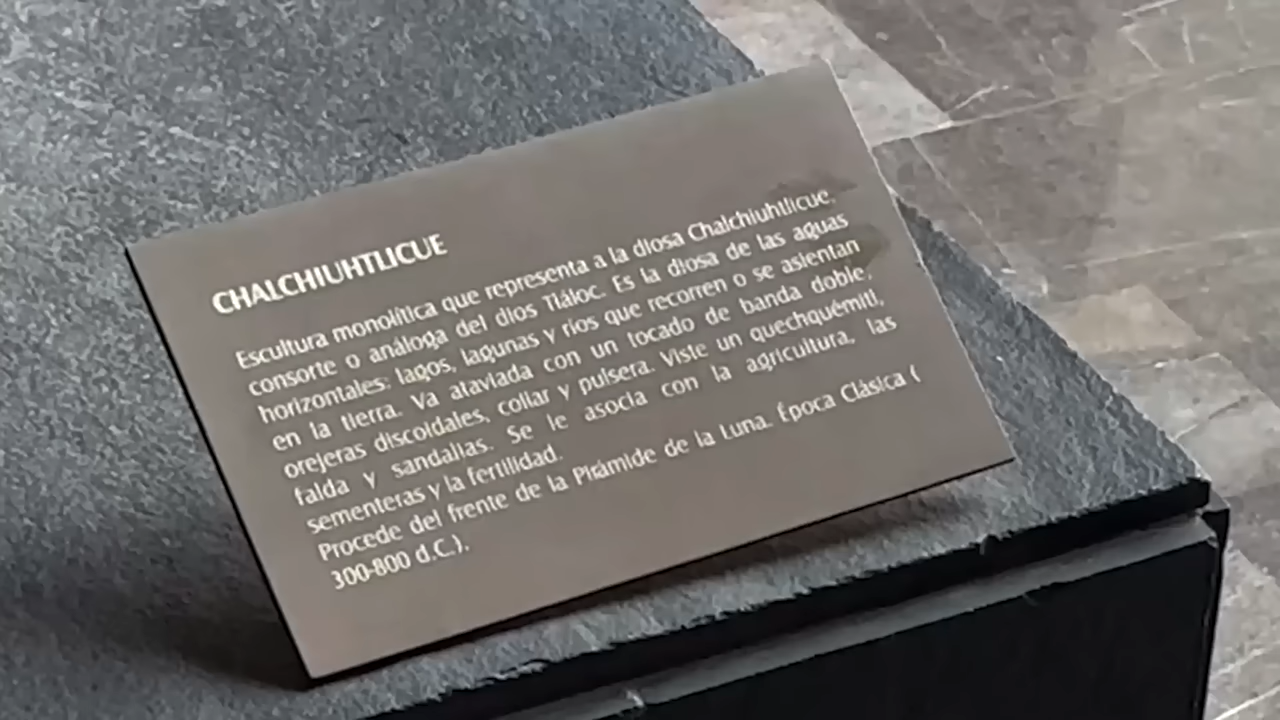 CHALCHIUHTLICUE
Escultura monolítica que representa a la diosa Chalchiuhtlicue,
consorte o análoga del dios Tláloc. Es la diosa de las aguas
horizontales: lagos, lagunas y ríos que recorren o se asientan
en la tierra. Va ataviada con un tocado de banda doble,
orejeras discoidales, collar y pulsera. Viste un quechquémitl,
falda y sandalias. Se le asocia con la agricultura, las
sementeras y la fertilidad.
Procede del frente de la Pirámide de la Luna. Época Clásica (
300-800 d.C.).